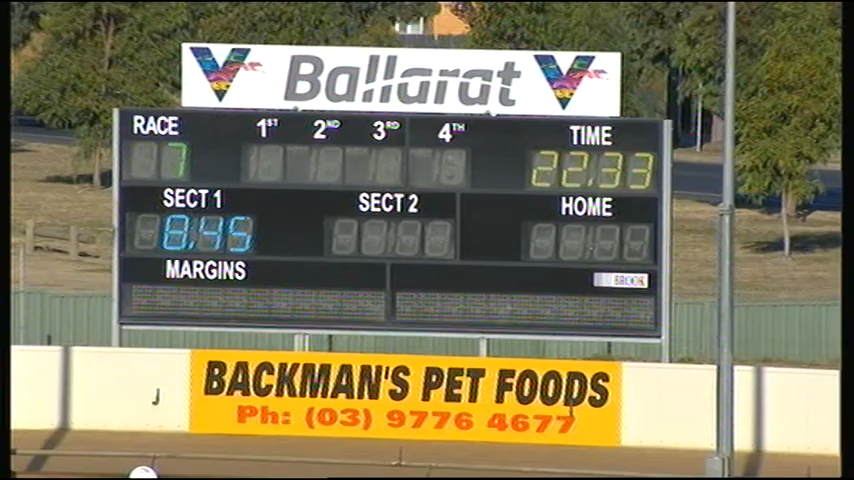 Ballarat
RACE 1ST 2ND 3RD 4TH TIME
7 22.33
SECT 1 SECT 2 HOME
8.45
MARGINS
BROOK
BACKMAN'S PET FOODS
Ph: (03) 9776 4677